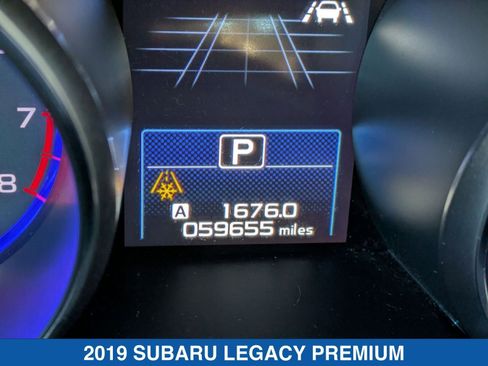 7
8
P
A 1676.0
059655 miles
2019 SUBARU LEGACY PREMIUM